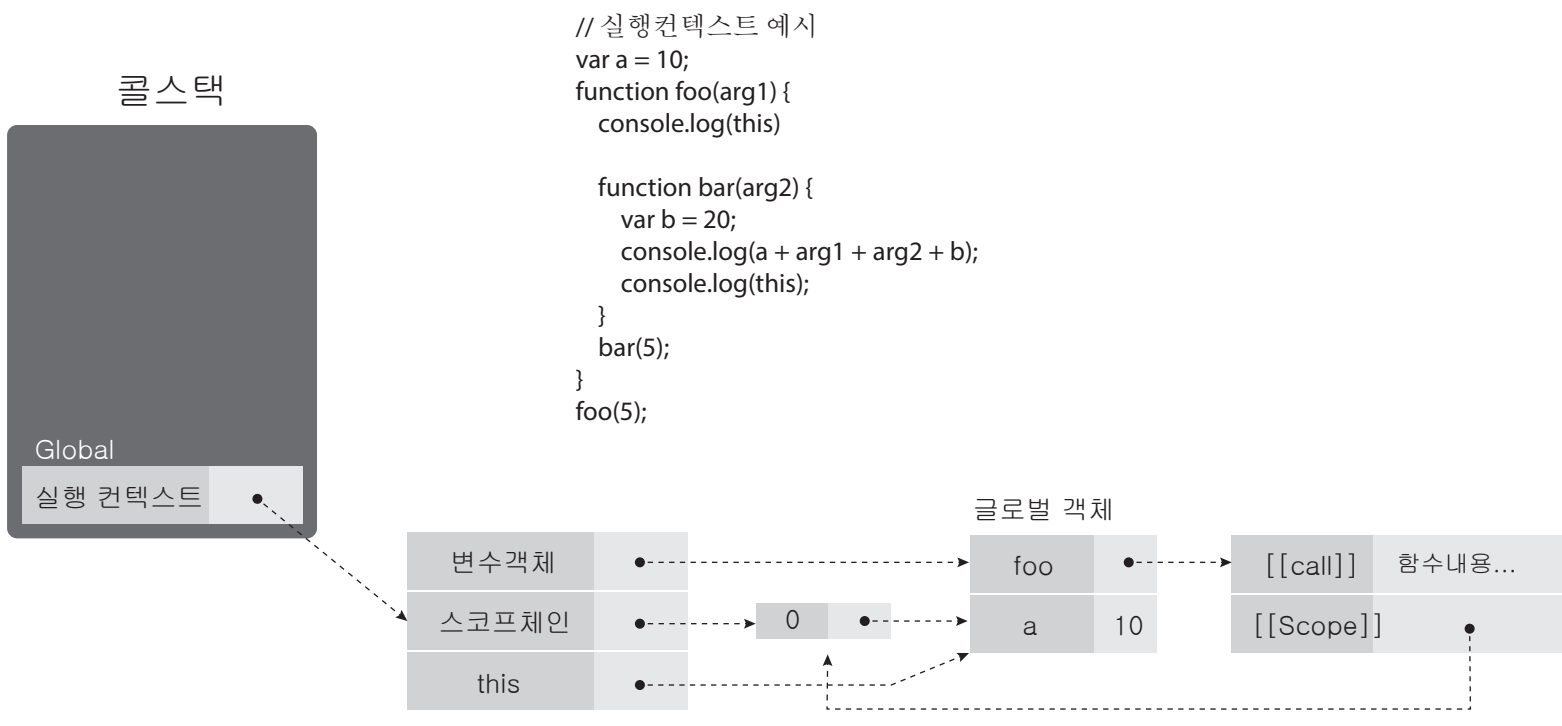 // 실행컨텍스트 예시
var a = 10;
function foo(arg1) {
console.log(this)
function bar(arg2) {
var b = 20;
console.log(a + arg1 + arg2 + b);
console.log(this);
}
bar(5);
}
foo(5);
콜스택
Global
실행 컨텍스트
변수객체
스코프체인
this
0
글로벌 객체
foo
a 10
[[call]] 함수내용...
[[Scope]]